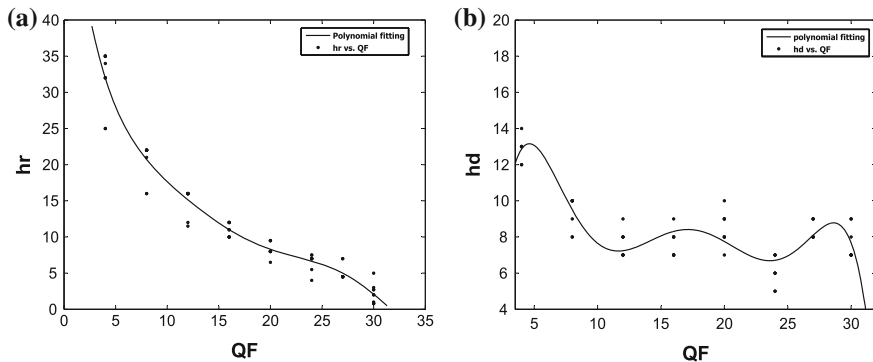 (a)
40
35
30
25
20
15
10
5
0
hr
Polynomial fitting
hr vs. QF
0 5 10 15 20 25 30 35
QF
(b)
20
18
16
14
12
10
8
6
4
hd
polynomial fitting
hd vs. QF
5 10 15 20 25 30
QF